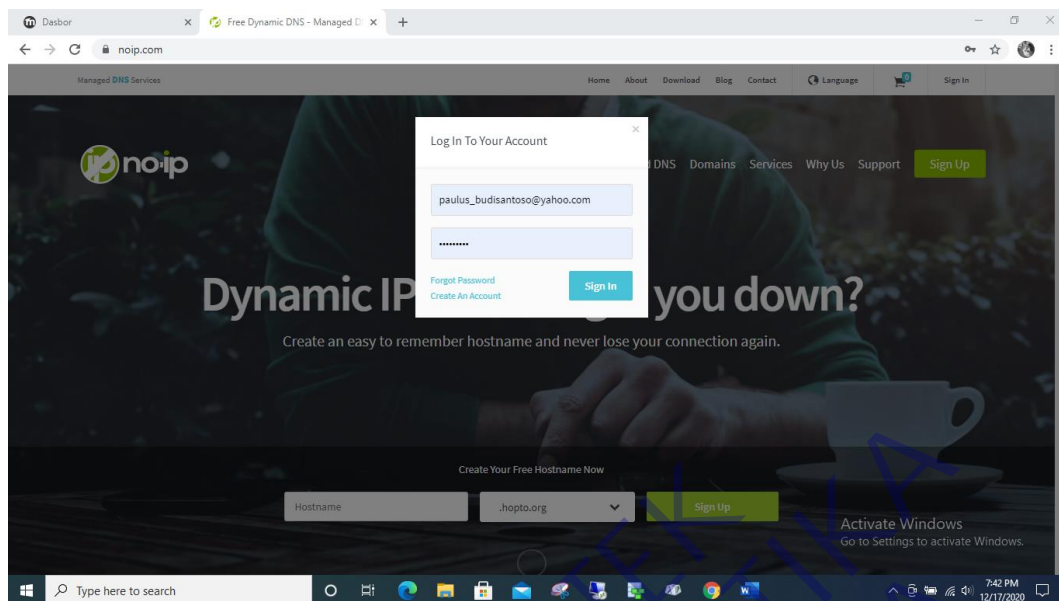 Dasbor
Free Dynamic DNS - Managed D
noip.com
Managed DNS Services
Home About Download Blog Contact Language 0 Sign In
Log In To Your Account
no-ip
DNS Domains Services Why Us Support Sign Up
paulus_budisantoso@yahoo.com
•••••••••
Forgot Password
Create An Account
Sign In
Dynamic IP you down?
Create an easy to remember hostname and never lose your connection again.
Create Your Free Hostname Now
Hostname .hopto.org Sign Up
Activate Windows
Go to Settings to activate Windows.
Type here to search
7:42 PM
12/17/2020